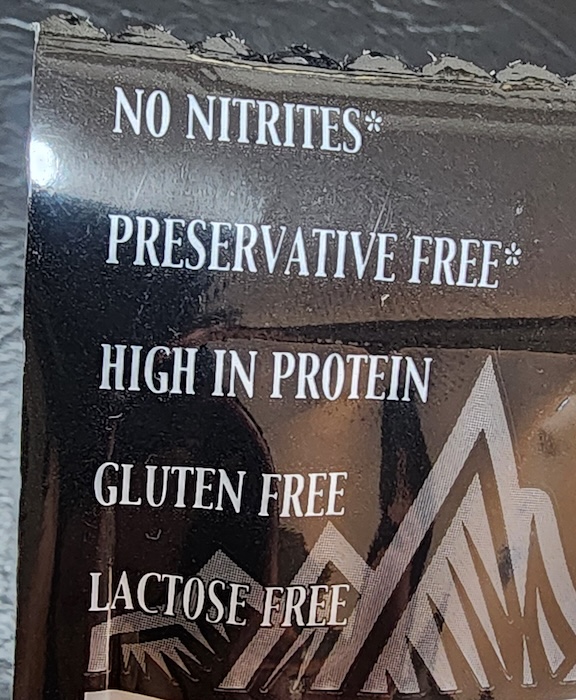 NO NITRITES*
PRESERVATIVE FREE*
HIGH IN PROTEIN
GLUTEN FREE
LACTOSE FREE